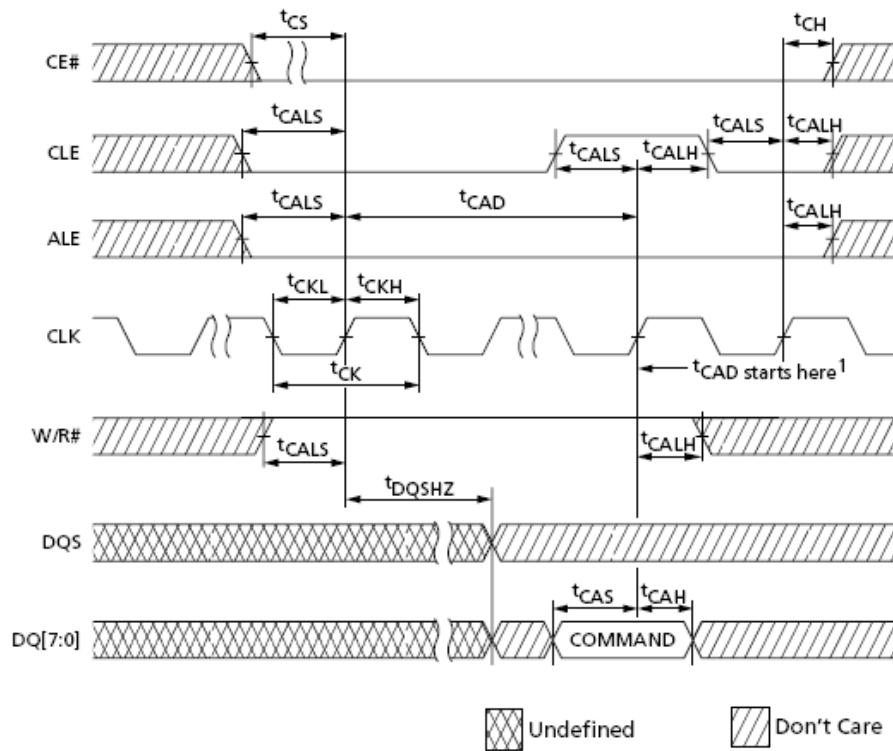 tCS
tCH
CE#
tCALS
tCALS
tCALH
CLE
tCALS
tCALH
tCALS
tCAD
tCALH
ALE
tCKL
tCKH
CLK
tCK
tCAD starts here1
W/R#
tCALS
tCALH
tDQSHZ
DQS
tCAS
tCAH
DQ[7:0]
COMMAND
Undefined
Don't Care